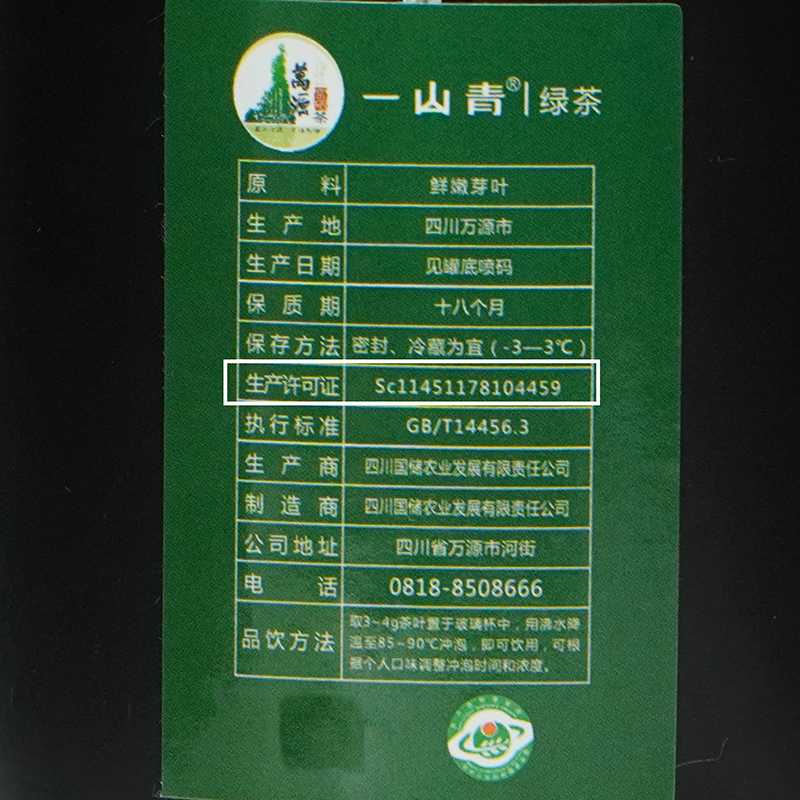 萬源
茶
一山青®|绿茶
原料 鲜嫩芽叶
生产地 四川万源市
生产日期 见罐底喷码
保质期 十八个月
保存方法 密封、冷藏为宜(-3—3℃)
生产许可证 Sc11451178104459
执行标准 GB/T14456.3
生产商 四川国储农业发展有限责任公司
制造商 四川国储农业发展有限责任公司
公司地址 四川省万源市河街
电话 0818-8508666
品饮方法 取3~4g茶叶置于玻璃杯中,用沸水降
温至85~90℃冲泡,即可饮用,可根
据个人口味调整冲泡时间和浓度。